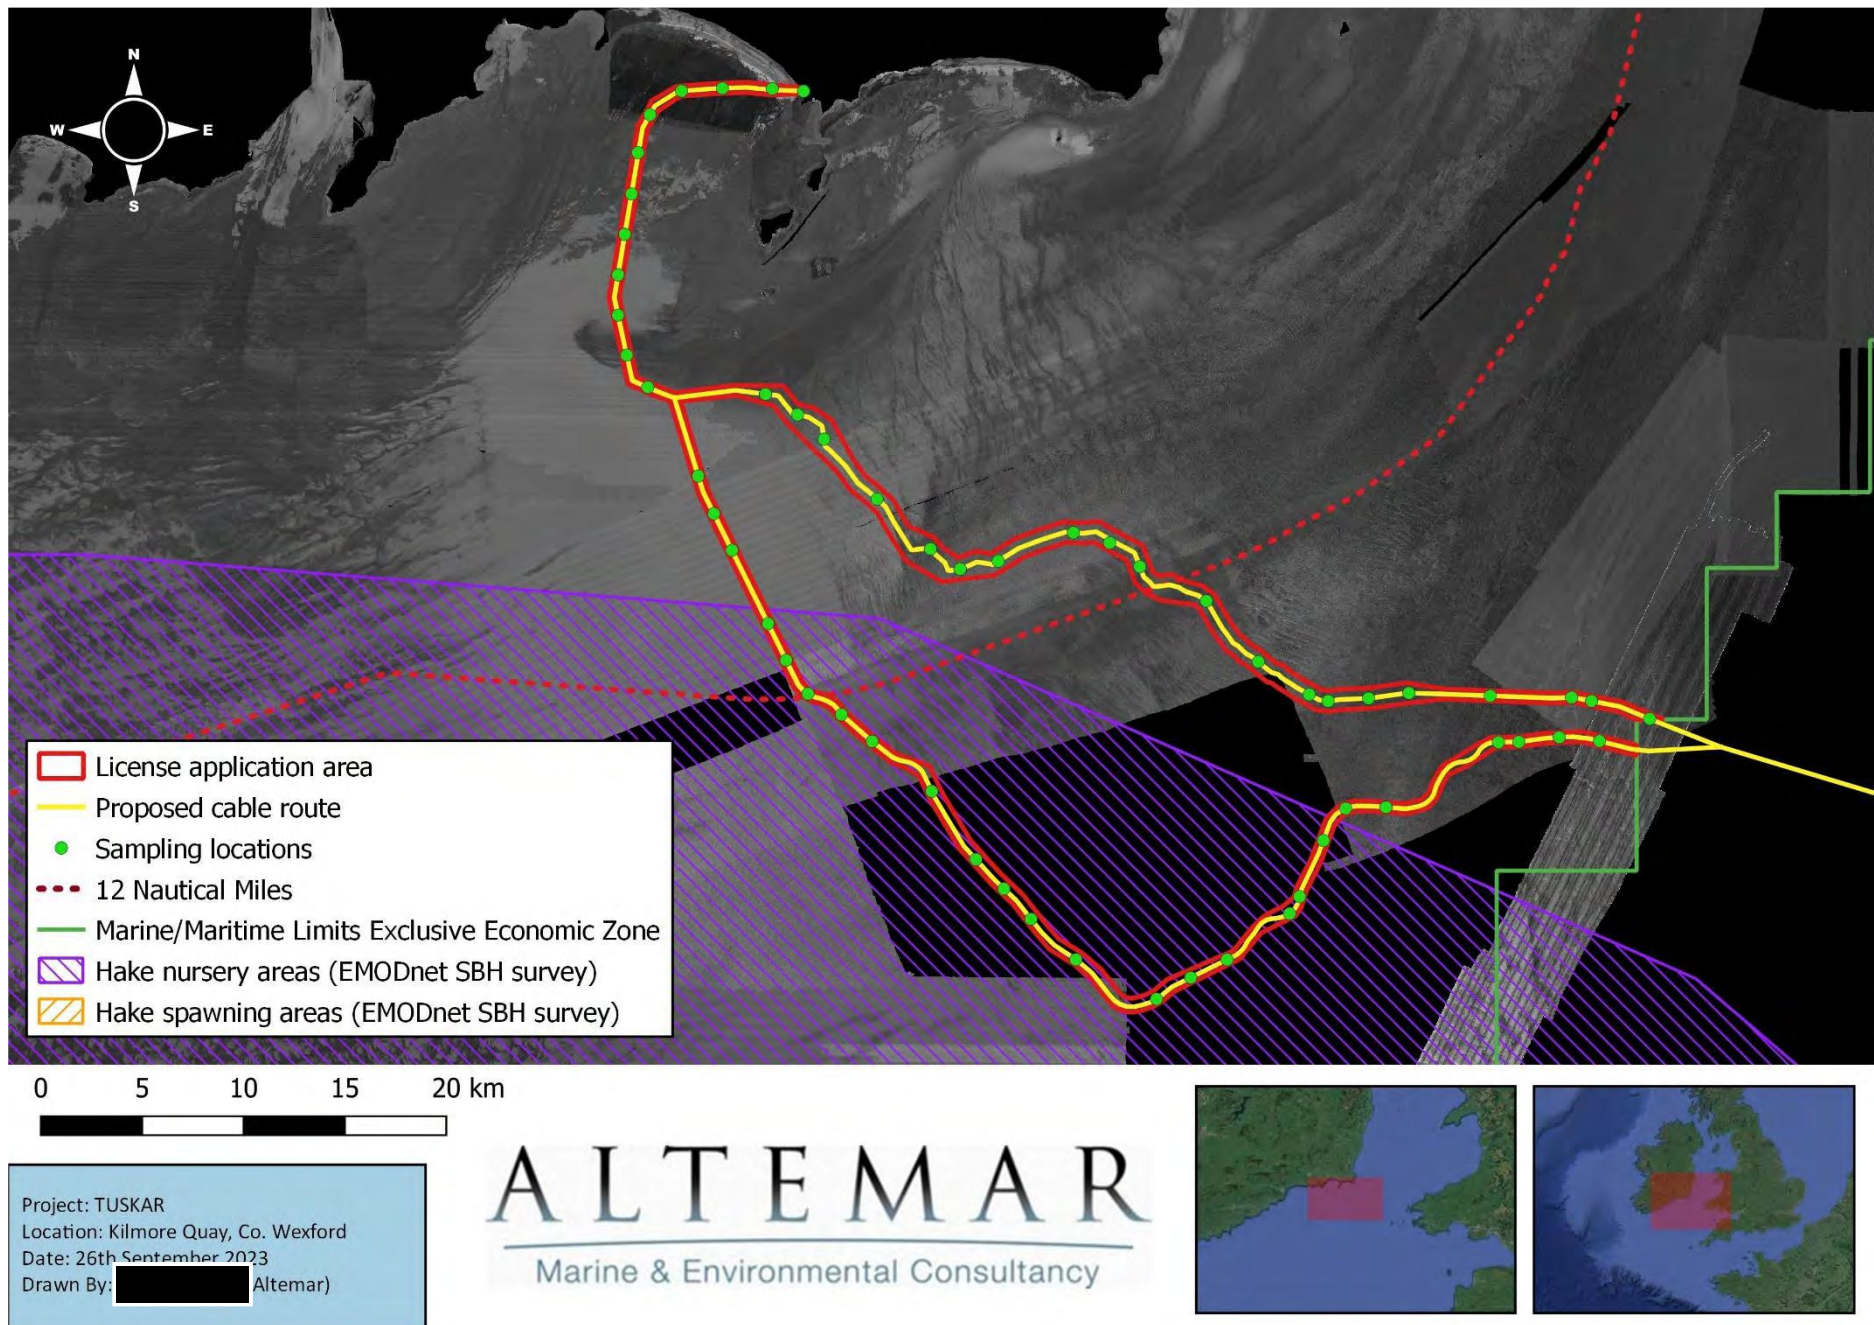 N
W E
S
License application area
Proposed cable route
Sampling locations
12 Nautical Miles
Marine/Maritime Limits Exclusive Economic Zone
Hake nursery areas (EMODnet SBH survey)
Hake spawning areas (EMODnet SBH survey)
0 5 10 15 20 km
Project: TUSKAR
Location: Kilmore Quay, Co. Wexford
Date: 26th September 2023
Drawn By: Altemar)
ALTEMAR
Marine & Environmental Consultancy